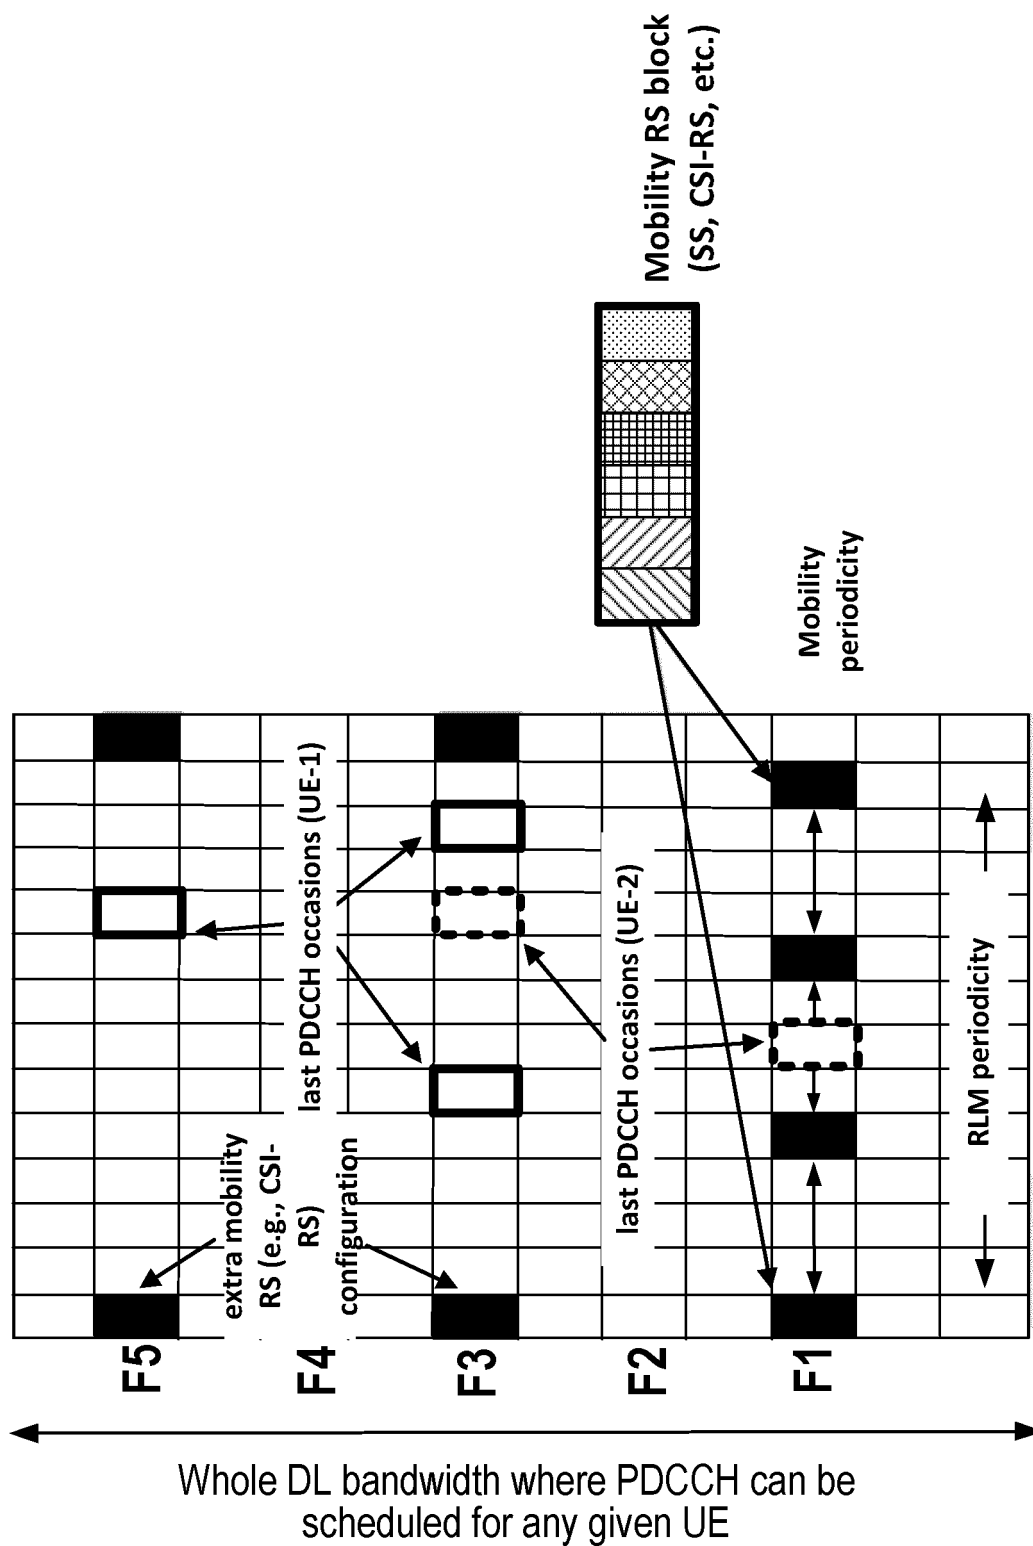 Mobility RS block
(SS, CSI-RS, etc.)
Mobility
periodicity
last PDCCH occasions (UE-1)
last PDCCH occasions (UE-2)
extra mobility
RS (e.g., CSI-
RS)
configuration
RLM periodicity
F5
F4
F3
F2
F1
Whole DL bandwidth where PDCCH can be
scheduled for any given UE